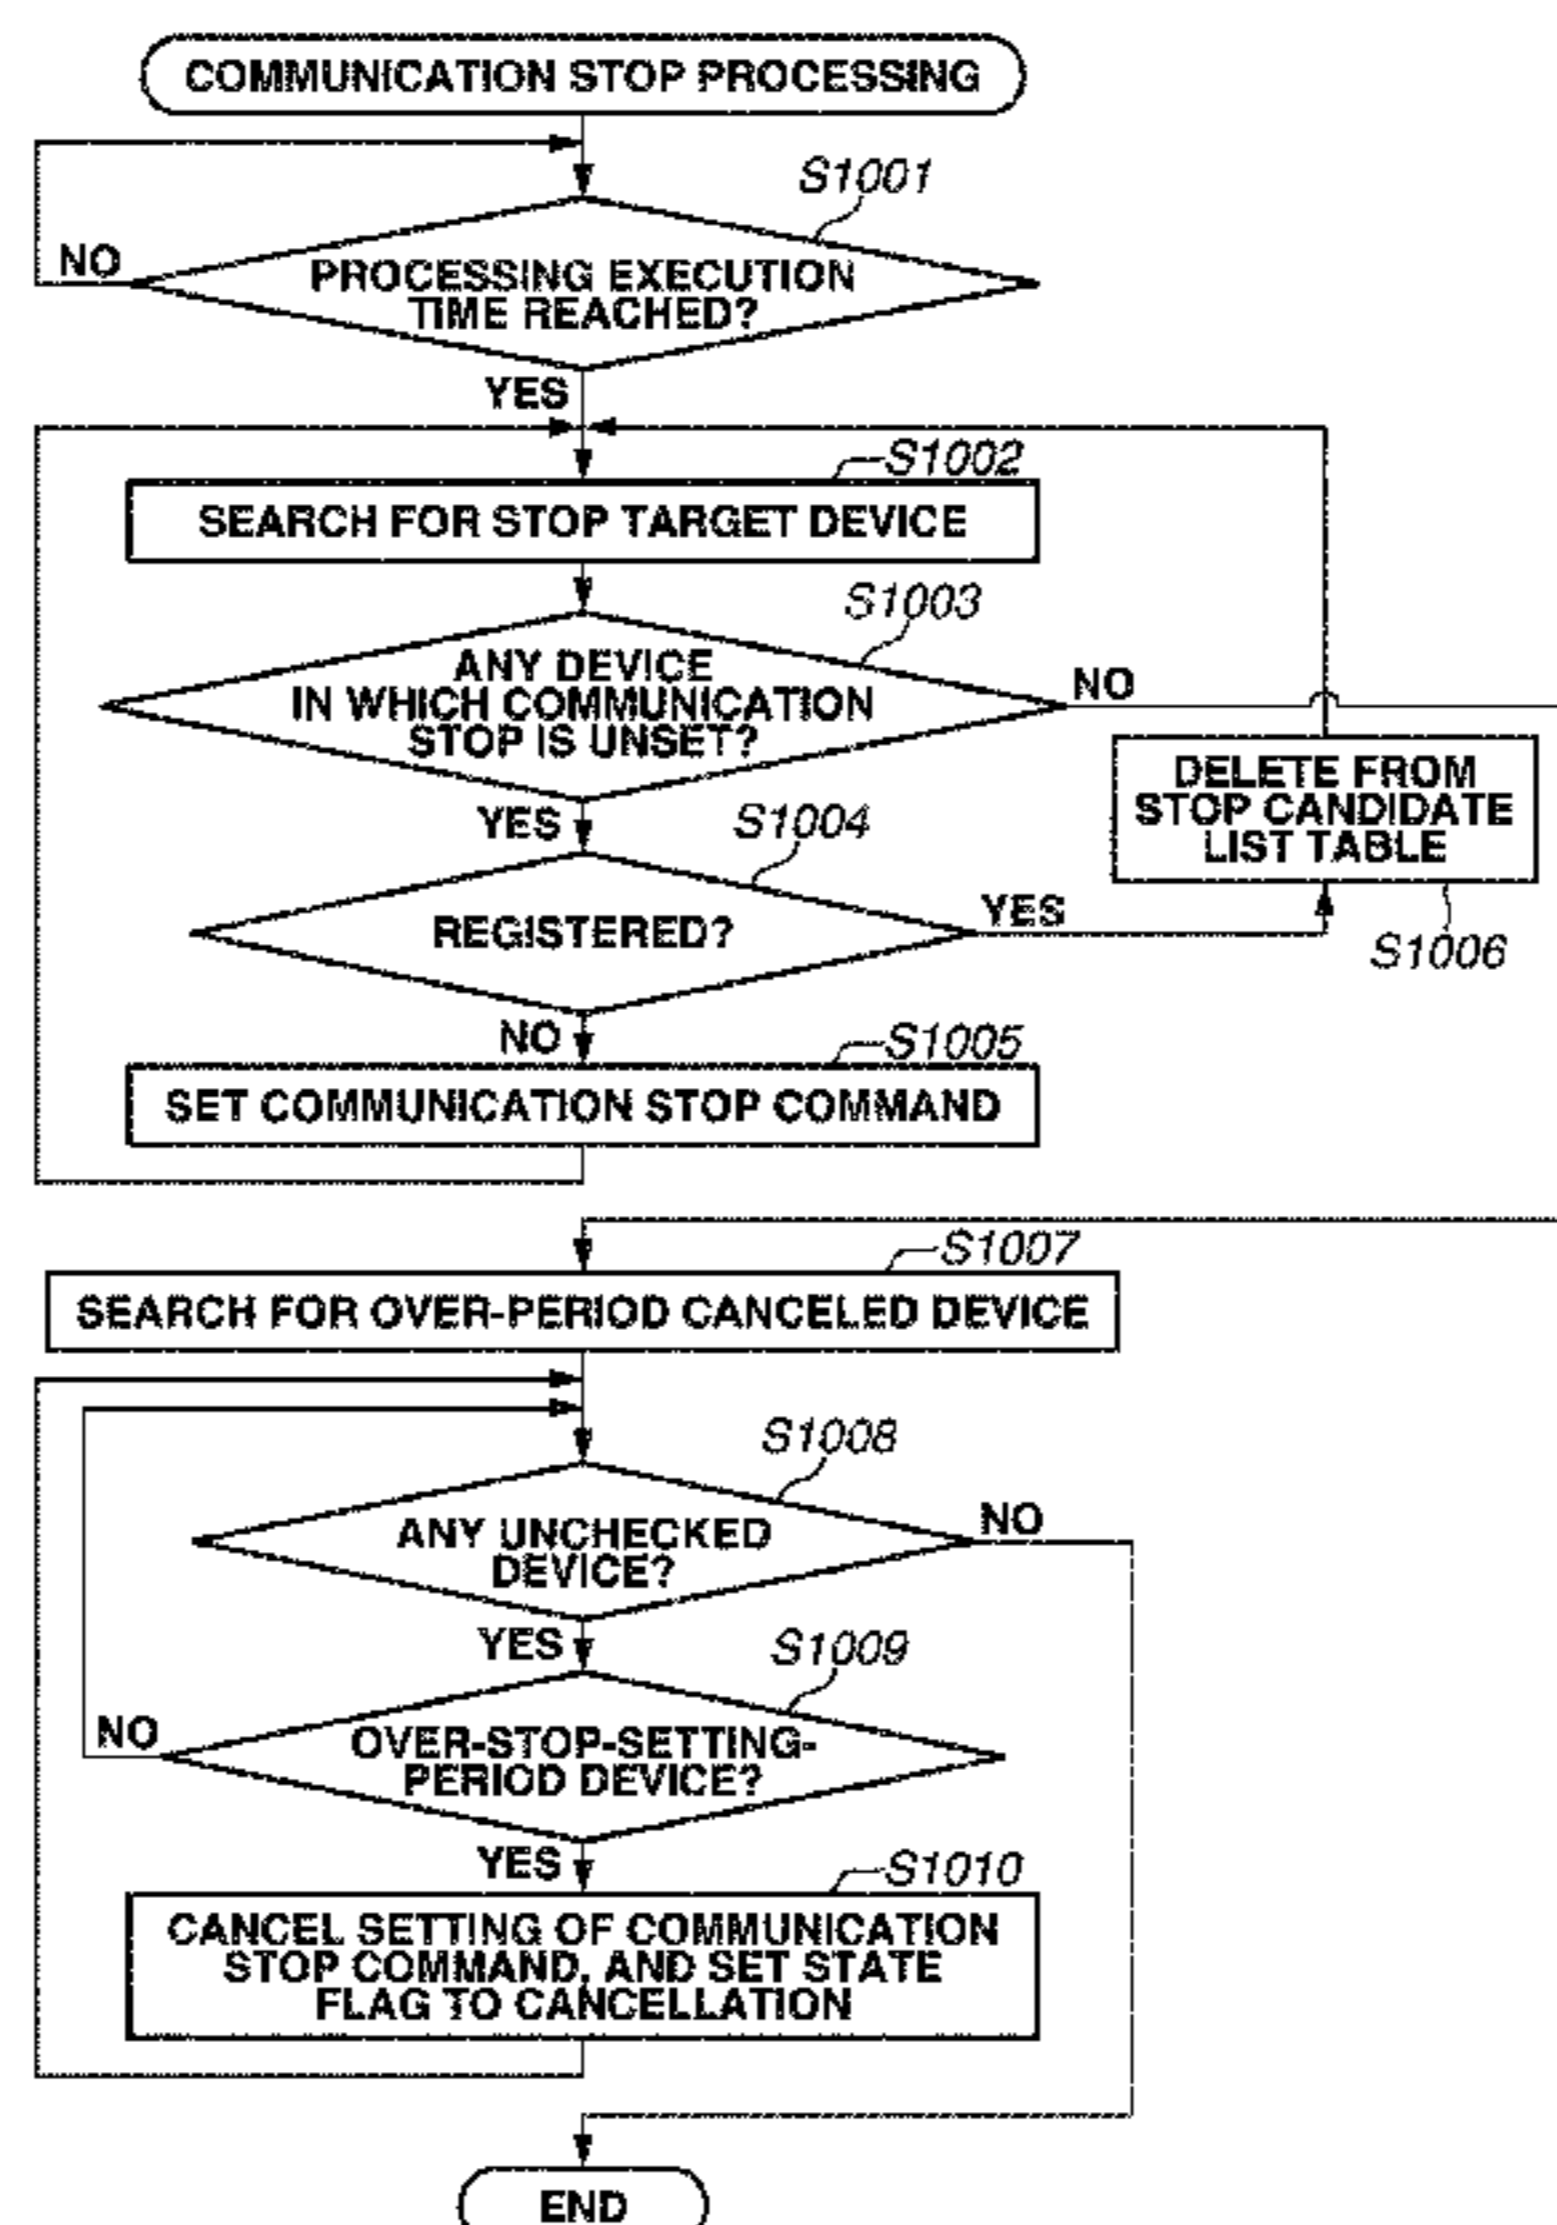 COMMUNICATION STOP PROCESSING
S1001
NO
PROCESSING EXECUTION
TIME REACHED?
YES
S1002
SEARCH FOR STOP TARGET DEVICE
S1003
ANY DEVICE
IN WHICH COMMUNICATION
STOP IS UNSET?
NO
DELETE FROM
STOP CANDIDATE
LIST TABLE
S1006
YES
S1004
REGISTERED?
YES
NO
S1005
SET COMMUNICATION STOP COMMAND
S1007
SEARCH FOR OVER-PERIOD CANCELED DEVICE
S1008
ANY UNCHECKED
DEVICE?
NO
YES
S1009
NO
OVER-STOP-SETTING-
PERIOD DEVICE?
YES
S1010
CANCEL SETTING OF COMMUNICATION
STOP COMMAND, AND SET STATE
FLAG TO CANCELLATION
END